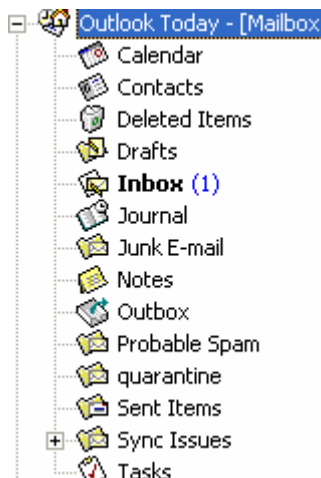 Outlook Today - [Mailbox
Calendar
Contacts
Deleted Items
Drafts
Inbox (1)
Journal
Junk E-mail
Notes
Outbox
Probable Spam
quarantine
Sent Items
Sync Issues
Tasks